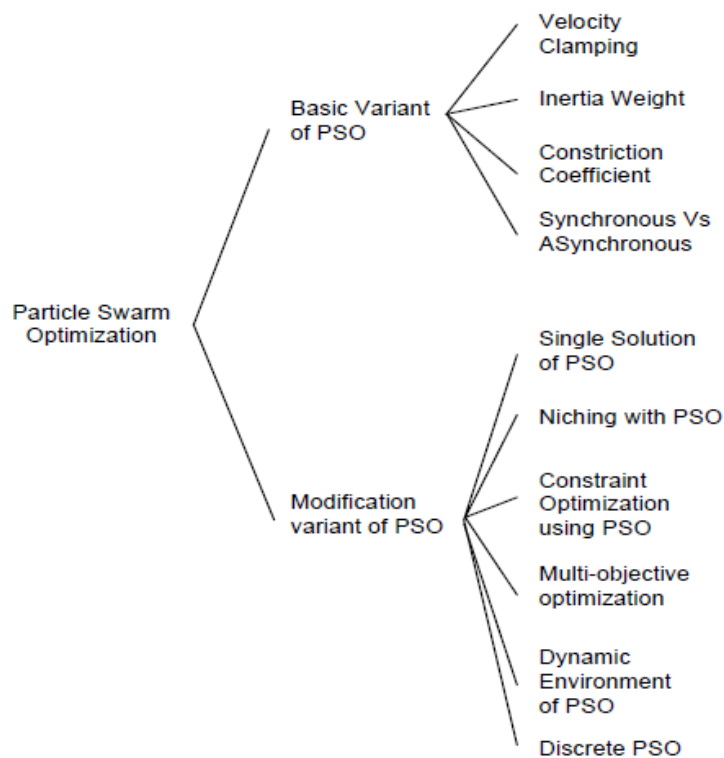 Velocity
Clamping
Basic Variant
of PSO
Inertia Weight
Constriction
Coefficient
Synchronous Vs
ASynchronous
Particle Swarm
Optimization
Single Solution
of PSO
Niching with PSO
Modification
variant of PSO
Constraint
Optimization
using PSO
Multi-objective
optimization
Dynamic
Environment
of PSO
Discrete PSO